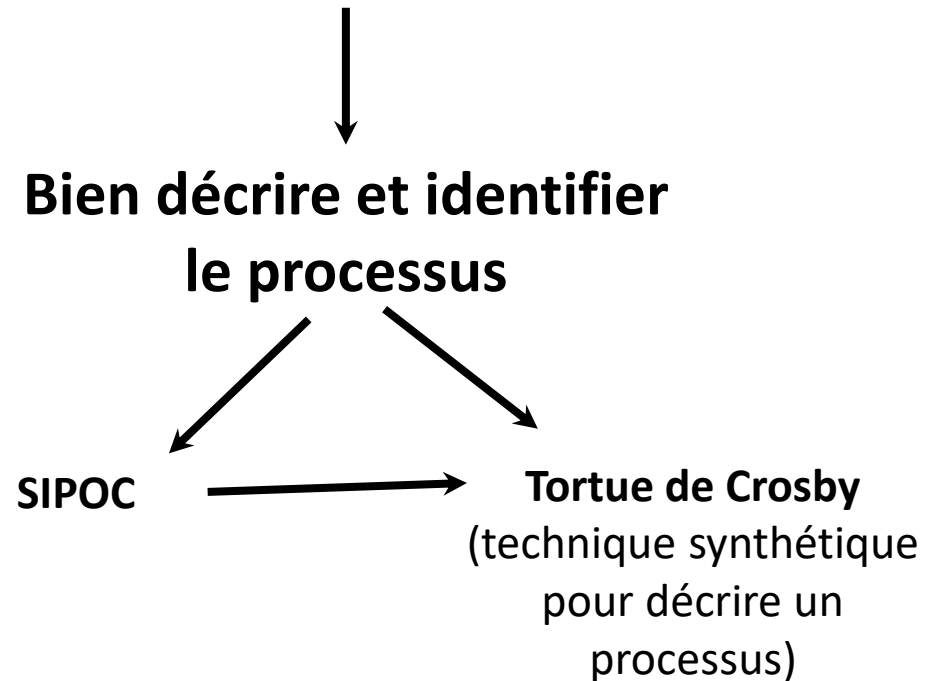 Bien décrire et identifier
le processus
SIPOC
Tortue de Crosby
(technique synthétique
pour décrire un
processus)